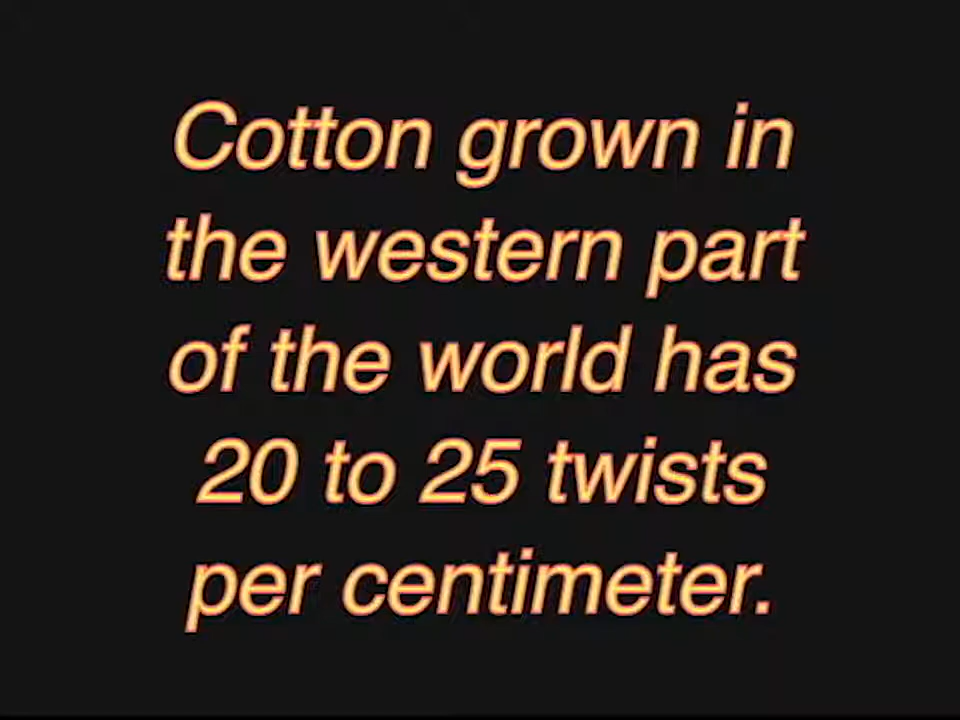 Cotton grown in
the western part
of the world has
20 to 25 twists
per centimeter.